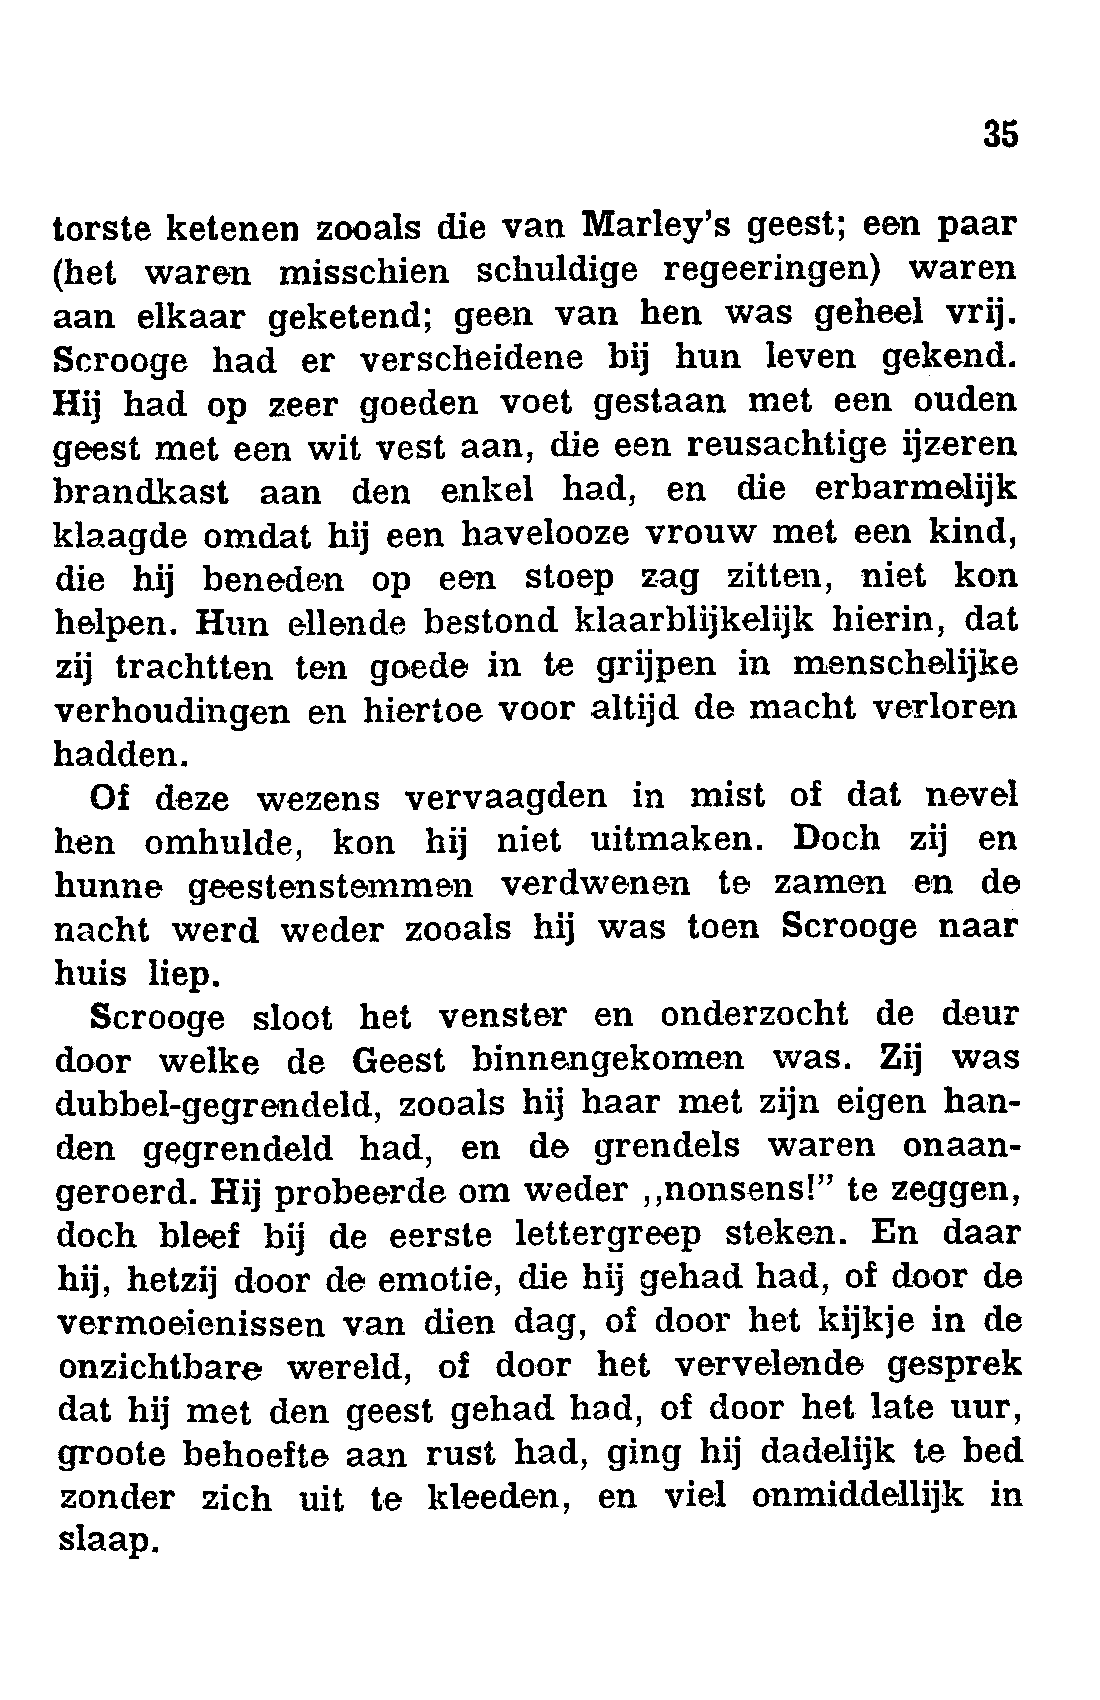 35
torste ketenen zooals die van Marley's geest; een paar
(het waren misschien schuldige regeeringen) waren
aan elkaar geketend; geen van hen was geheel vrij.
Scrooge had er verscheidene bij hun leven gekend.
Hij had op zeer goeden voet gestaan met een ouden
geest met een wit vest aan, die een reusachtige ijzeren
brandkast aan den enkel had, en die erbarmelijk
klaagde omdat hij een havelooze vrouw met een kind,
die hij beneden op een stoep zag zitten, niet kon
helpen. Hun ellende bestond klaarblijkelijk hierin, dat
zij trachtten ten goede in te grijpen in menschelijke
verhoudingen en hiertoe voor altijd de macht verloren
hadden.
Of deze wezens vervaagden in mist of dat nevel
hen omhulde, kon hij niet uitmaken. Doch zij en
hunne geestenstemmen verdwenen te zamen en de
nacht werd weder zooals hij was toen Scrooge naar
huis liep.
Scrooge sloot het venster en onderzocht de deur
door welke de Geest binnengekomen was. Zij was
dubbel-gegrendeld, zooals hij haar met zijn eigen han-
den gegrendeld had, en de grendels waren onaan-
geroerd. Hij probeerde om weder ,,nonsens!" te zeggen,
doch bleef bij de eerste lettergreep steken. En daar
hij, hetzij door de emotie, die hij gehad had, of door de
vermoeienissen van dien dag, of door het kijkje in de
onzichtbare wereld, of door het vervelende gesprek
dat hij met den geest gehad had, of door het late uur,
groote behoefte aan rust had, ging hij dadelijk te bed
zonder zich uit te kleeden, en viel onmiddellijk in
slaap.